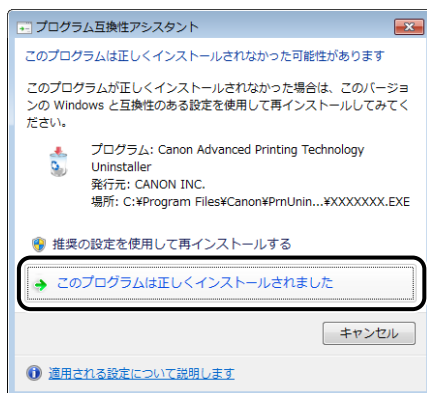 プログラム互換性アシスタント
このプログラムは正しくインストールされなかった可能性があります
このプログラムが正しくインストールされなかった場合は、このバージョ
ンの Windows と互換性のある設定を使用して再インストールしてみてく
ださい。
プログラム: Canon Advanced Printing Technology
Uninstaller
発行元: CANON INC.
場所: C:¥Program Files¥Canon¥PrnUnin...¥XXXXXXX.EXE
推奨の設定を使用して再インストールする
このプログラムは正しくインストールされました
キャンセル
適用される設定について説明します